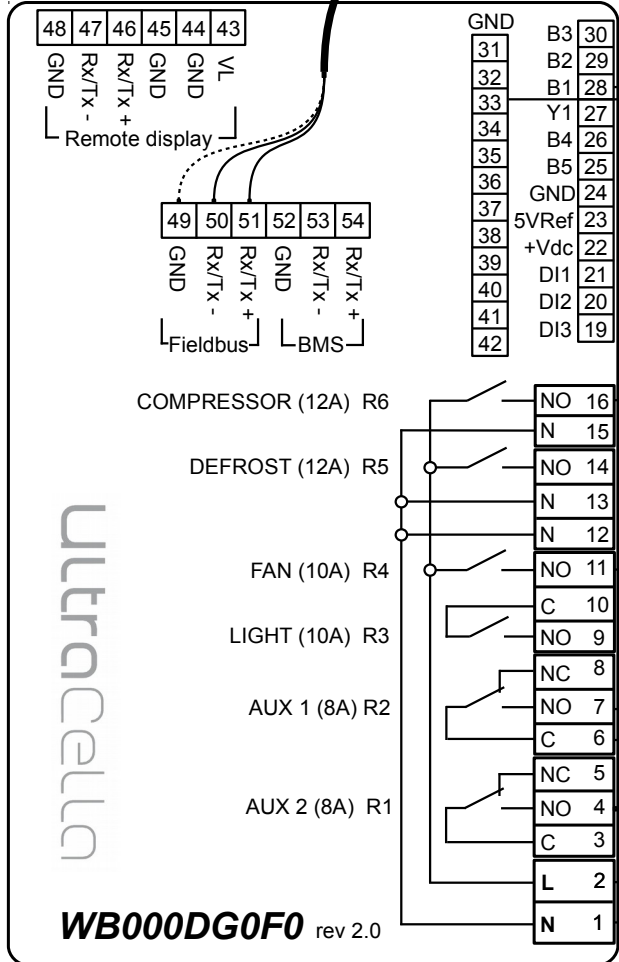 48 47 46 45 44 43
GND Rx/Tx - Rx/Tx + GND GND VL
Remote display
49 50 51 52 53 54
GND Rx/Tx - Rx/Tx + GND Rx/Tx - Rx/Tx +
Fieldbus BMS
GND
31
32
33
34
35
36
37
38
39
40
41
42
B3 30
B2 29
B1 28
Y1 27
B4 26
B5 25
GND 24
5VRef 23
+Vdc 22
DI1 21
DI2 20
DI3 19
COMPRESSOR (12A) R6 NO 16
N 15
DEFROST (12A) R5 NO 14
N 13
N 12
FAN (10A) R4 NO 11
C 10
LIGHT (10A) R3 NO 9
NC 8
AUX 1 (8A) R2 NO 7
C 6
NC 5
AUX 2 (8A) R1 NO 4
C 3
L 2
N 1
ultraCella
WB000DG0F0 rev 2.0